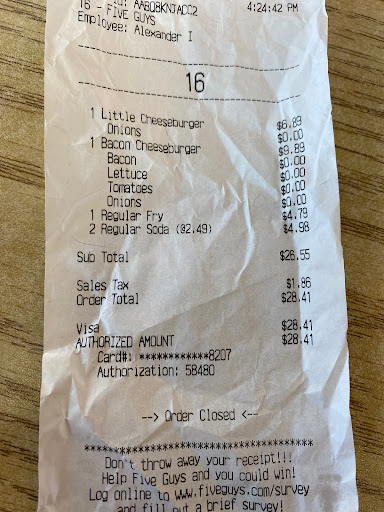 AABQ8KNJADC2 4:24:42 PM
16 - FIVE GUYS
Employee: Alexander I
16
1 Little Cheeseburger $6.89
Onions $0.00
1 Bacon Cheeseburger $9.89
Bacon $0.00
Lettuce $0.00
Tomatoes $0.00
Onions $0.00
1 Regular Fry $4.79
2 Regular Soda (@2.49) $4.98
Sub Total $26.55
Sales Tax $1.86
Order Total $28.41
Visa $28.41
AUTHORIZED AMOUNT $28.41
Card#: ************8207
Authorization: 58480
--> Order Closed <--
****************************************
Don't throw away your receipt!!!
Help Five Guys and you could win!
Log online to www.fiveguys.com/survey
and fill out a brief survey!